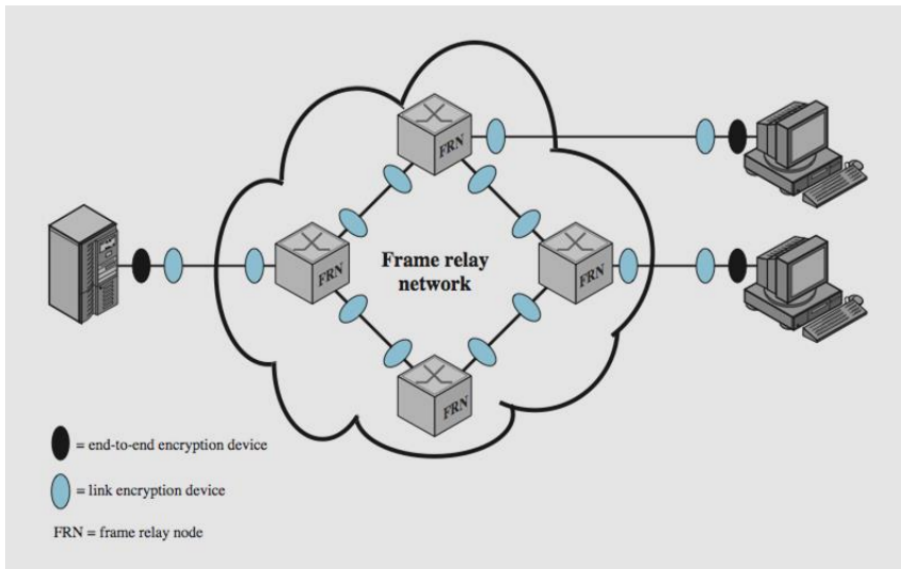 FRN
FRN
Frame relay
network
FRN
FRN
= end-to-end encryption device
= link encryption device
FRN = frame relay node